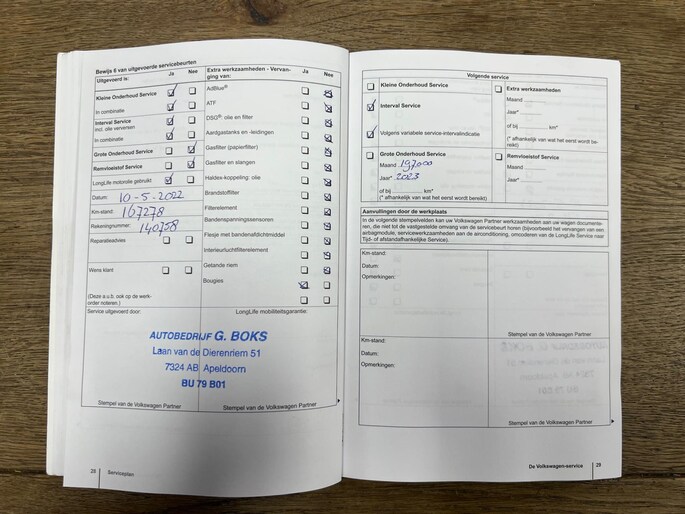 Bewijs 6 van uitgevoerde servicebeurten
Uitgevoerd is: Ja Nee
Kleine Onderhoud Service
In combinatie
Interval Service
incl. olie verversen
In combinatie
Grote Onderhoud Service
Remvloeistof Service
LongLife motorolie gebruikt
Datum: 10-5-2022
Km-stand: 167278
Rekeningnummer: 140758
Reparatieadvies
Wens klant
(Deze a.u.b. ook op de werk-
order noteren.)
Extra werkzaamheden - Vervan-
ging van: Ja Nee
AdBlue®
ATF
DSG®: olie en filter
Aardgastanks en -leidingen
Gasfilter (papierfilter)
Gasfilter en slangen
Haldex-koppeling: olie
Brandstoffilter
Filterelement
Bandenspanningssensoren
Flesje met bandenafdichtmiddel
Interieurluchtfilterelement
Getande riem
Bougies
Service uitgevoerd door: LongLife mobiliteitsgarantie:
AUTOBEDRIJF G. BOKS
Laan van de Dierenriem 51
7324 AB Apeldoorn
BU 79 B01
Stempel van de Volkswagen Partner Stempel van de Volkswagen Partner
28 Serviceplan
Volgende service
Kleine Onderhoud Service
Interval Service
Volgens variabele service-intervalindicatie
Extra werkzaamheden
Maand
Jaar*
of bij km*
(* afhankelijk van wat het eerst wordt be-
reikt)
Grote Onderhoud Service
Maand 197000
Jaar* 2023
of bij km*
(* afhankelijk van wat het eerst wordt bereikt)
Remvloeistof Service
Maand
Jaar*
Aanvullingen door de werkplaats
In de volgende stempelvelden kan uw Volkswagen Partner werkzaamheden aan uw wagen documente-
ren, die niet tot de vastgestelde omvang van de servicebeurt horen (bijvoorbeeld het vervangen van een
airbagmodule, servicewerkzaamheden aan de airconditioning, omcoderen van de LongLife Service naar
Tijd- of afstandafhankelijke Service).
Km-stand:
Datum:
Opmerkingen:
Stempel van de Volkswagen Partner
Km-stand:
Datum:
Opmerkingen:
Stempel van de Volkswagen Partner
De Volkswagen-service 29